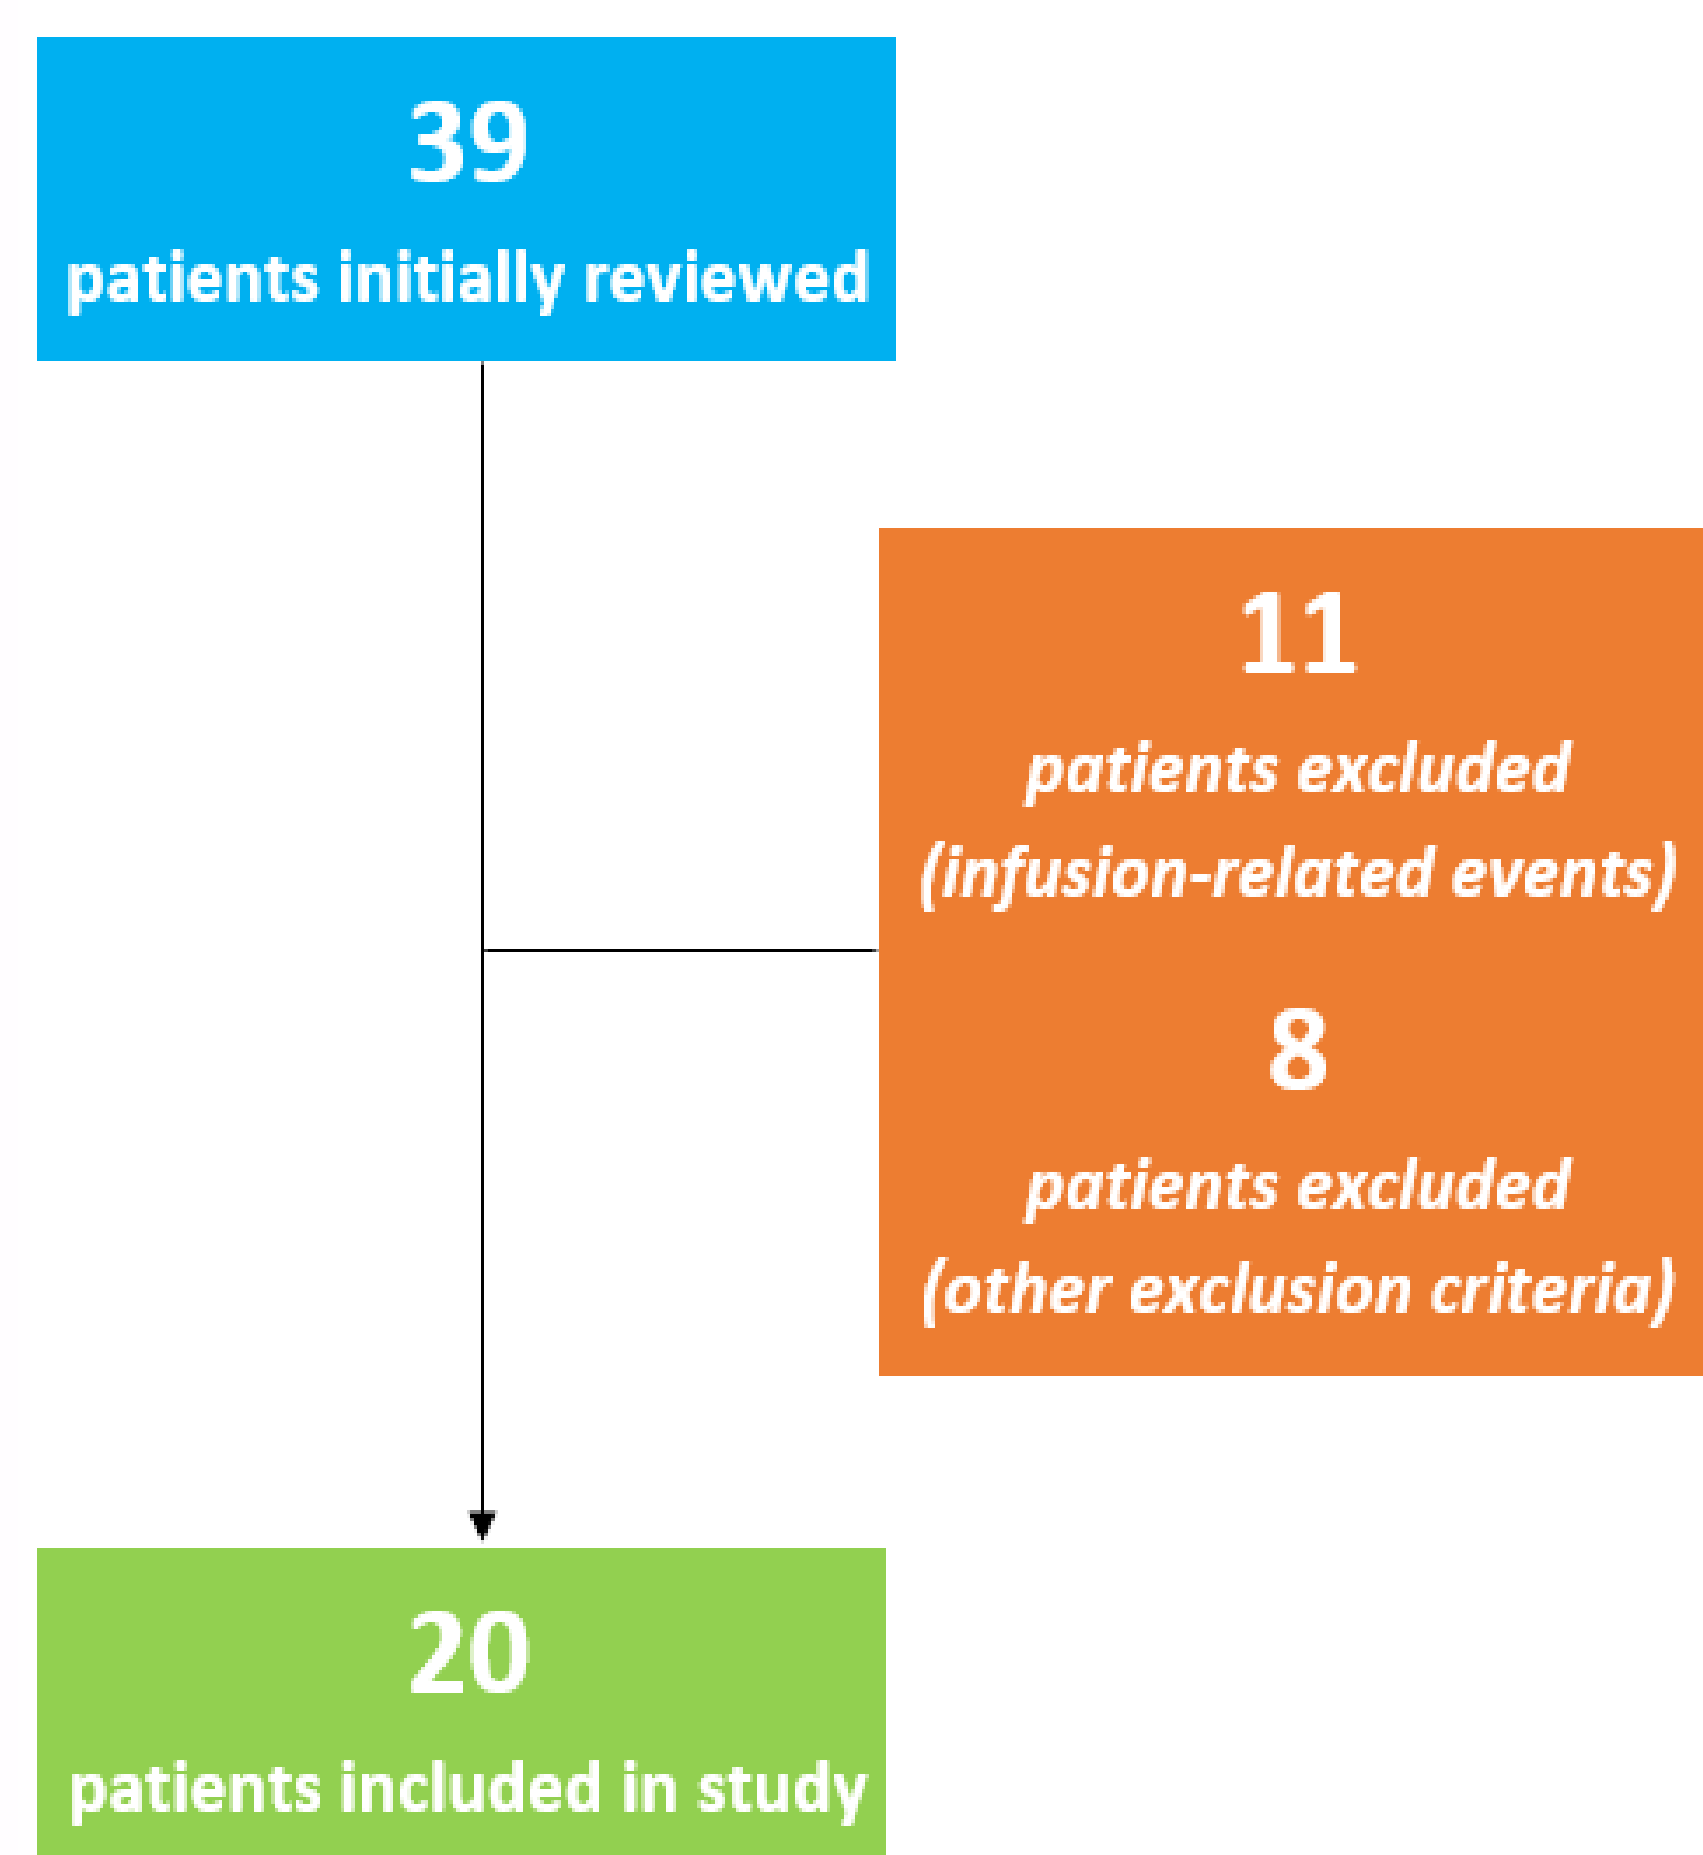 39
patients initially reviewed
11
patients excluded
(infusion-related events)
8
patients excluded
(other exclusion criteria)
20
patients included in study